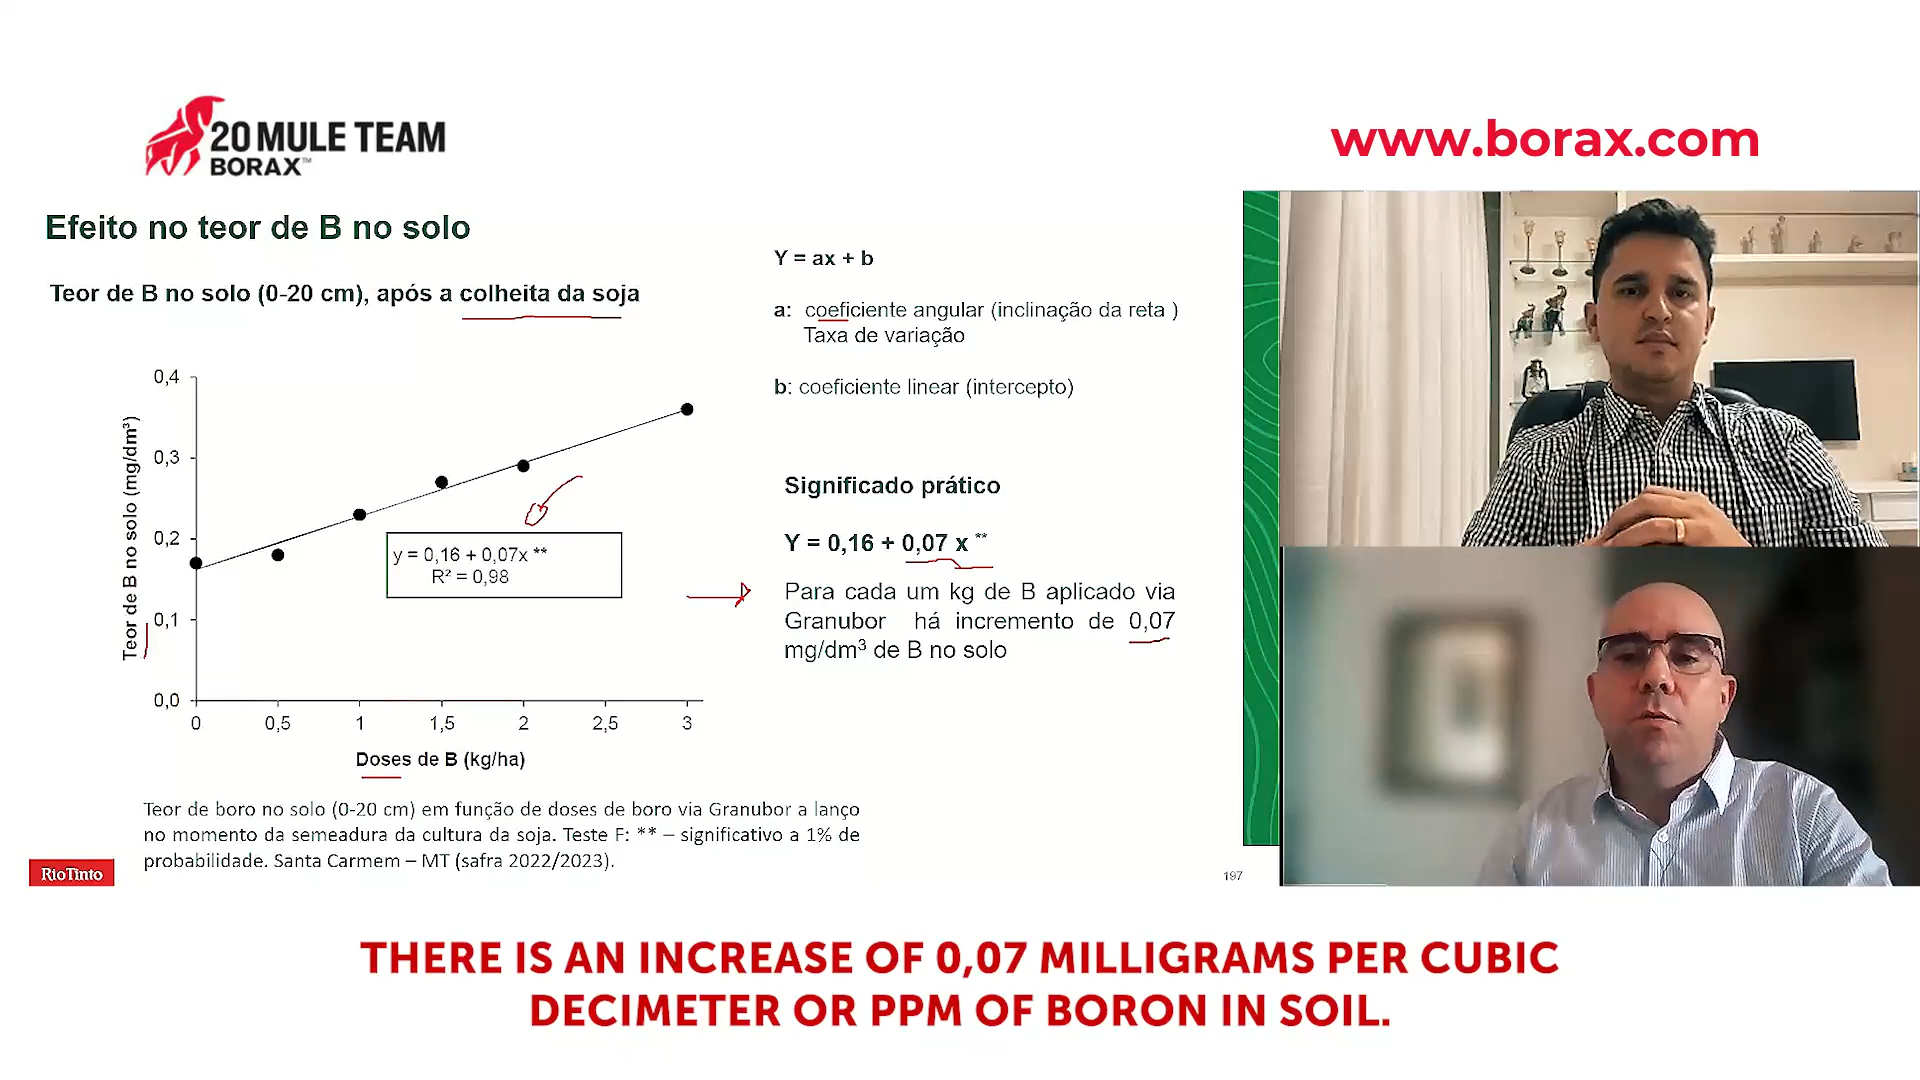 20 MULE TEAM
BORAX™
www.borax.com
Efeito no teor de B no solo
Teor de B no solo (0-20 cm), após a colheita da soja
Y = ax + b
a: coeficiente angular (inclinação da reta )
Taxa de variação
b: coeficiente linear (intercepto)
Teor de B no solo (mg/dm³)
0,4
0,3
0,2
0,1
0,0
0 0,5 1 1,5 2 2,5 3
Doses de B (kg/ha)
y = 0,16 + 0,07x **
R² = 0,98
Significado prático
Y = 0,16 + 0,07 x **
Para cada um kg de B aplicado via
Granubor há incremento de 0,07
mg/dm³ de B no solo
Teor de boro no solo (0-20 cm) em função de doses de boro via Granubor a lanço
no momento da semeadura da cultura da soja. Teste F: ** – significativo a 1% de
probabilidade. Santa Carmem – MT (safra 2022/2023).
RioTinto
197
THERE IS AN INCREASE OF 0,07 MILLIGRAMS PER CUBIC
DECIMETER OR PPM OF BORON IN SOIL.